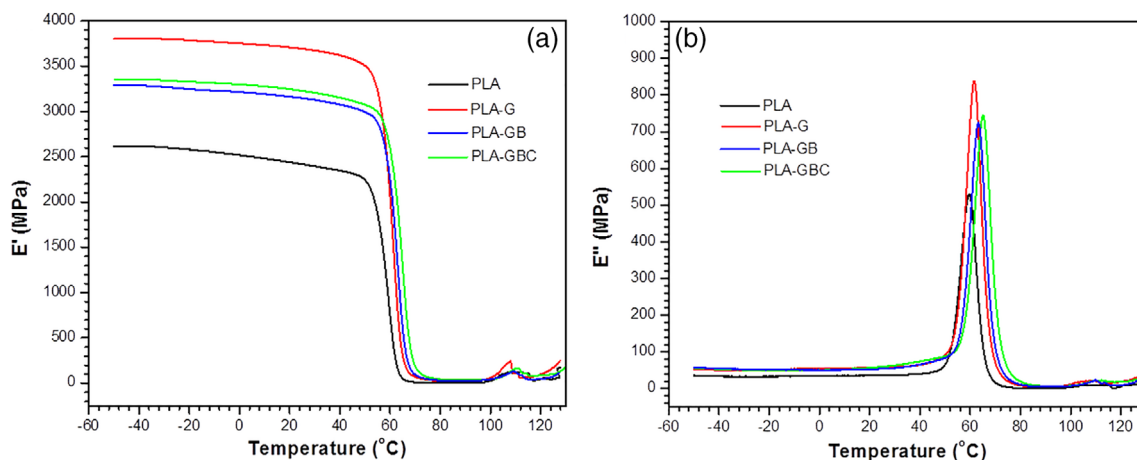 (a)
4000
3500
3000
2500
2000
1500
1000
500
0
E' (MPa)
PLA
PLA-G
PLA-GB
PLA-GBC
-60 -40 -20 0 20 40 60 80 100 120
Temperature (°C)
(b)
1000
900
800
700
600
500
400
300
200
100
0
E" (MPa)
PLA
PLA-G
PLA-GB
PLA-GBC
-60 -40 -20 0 20 40 60 80 100 120
Temperature (°C)